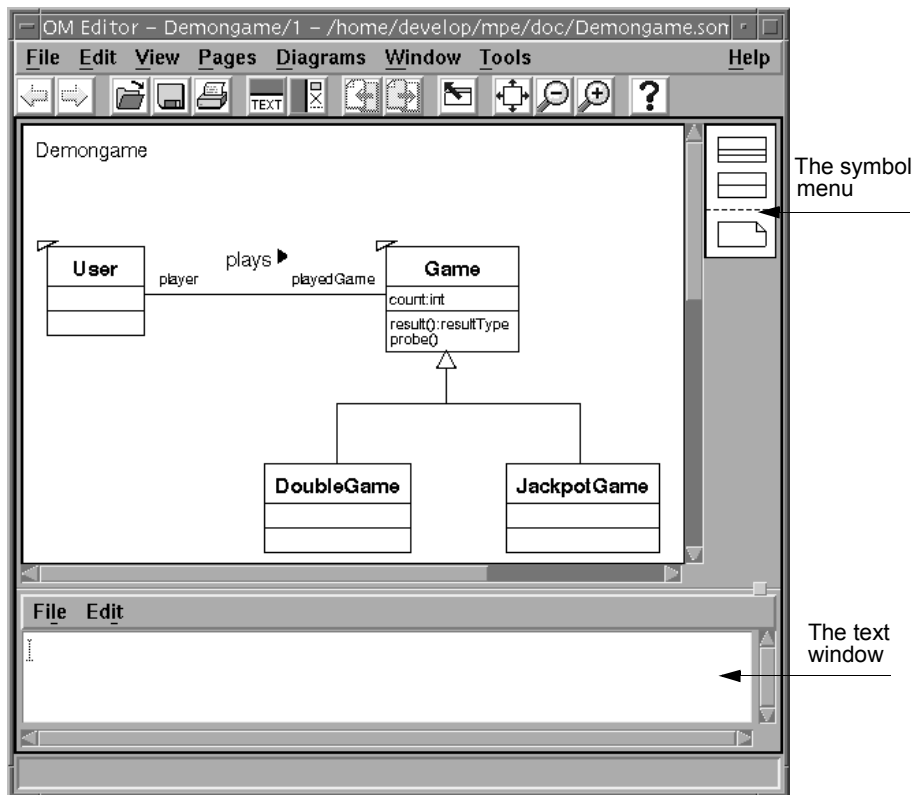 OM Editor – Demongame/1 – /home/develop/mpe/doc/Demongame.som
File Edit View Pages Diagrams Window Tools Help
TEXT ?
Demongame
The symbol
menu
User
plays
Game
player
playedGame
count:int
result():resultType
probe()
DoubleGame
JackpotGame
File Edit
The text
window